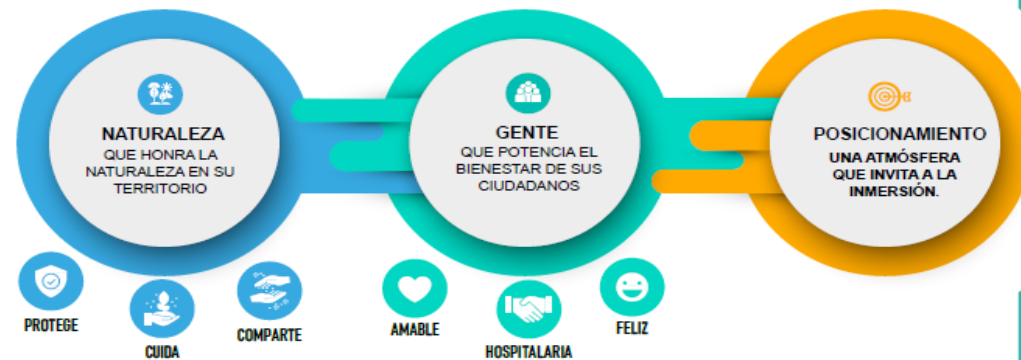 NATURALEZA
QUE HONRA LA
NATURALEZA EN SU
TERRITORIO
GENTE
QUE POTENCIA EL
BIENESTAR DE SUS
CIUDADANOS
POSICIONAMIENTO
UNA ATMÓSFERA
QUE INVITA A LA
INMERSIÓN.
PROTEGE
CUIDA
COMPARTE
AMABLE
HOSPITALARIA
FELIZ